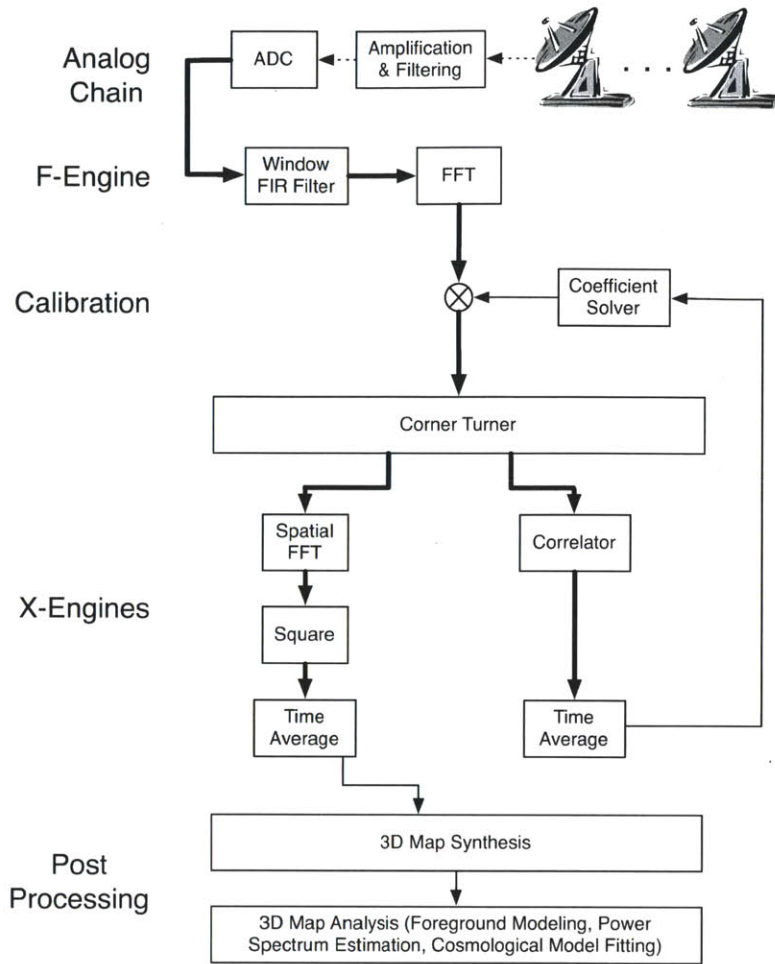 Analog
Chain
ADC
Amplification
& Filtering
. . .
F-Engine
Window
FIR Filter
FFT
Calibration
Coefficient
Solver
Corner Turner
X-Engines
Spatial
FFT
Correlator
Square
Time
Average
Time
Average
Post
Processing
3D Map Synthesis
3D Map Analysis (Foreground Modeling, Power
Spectrum Estimation, Cosmological Model Fitting)